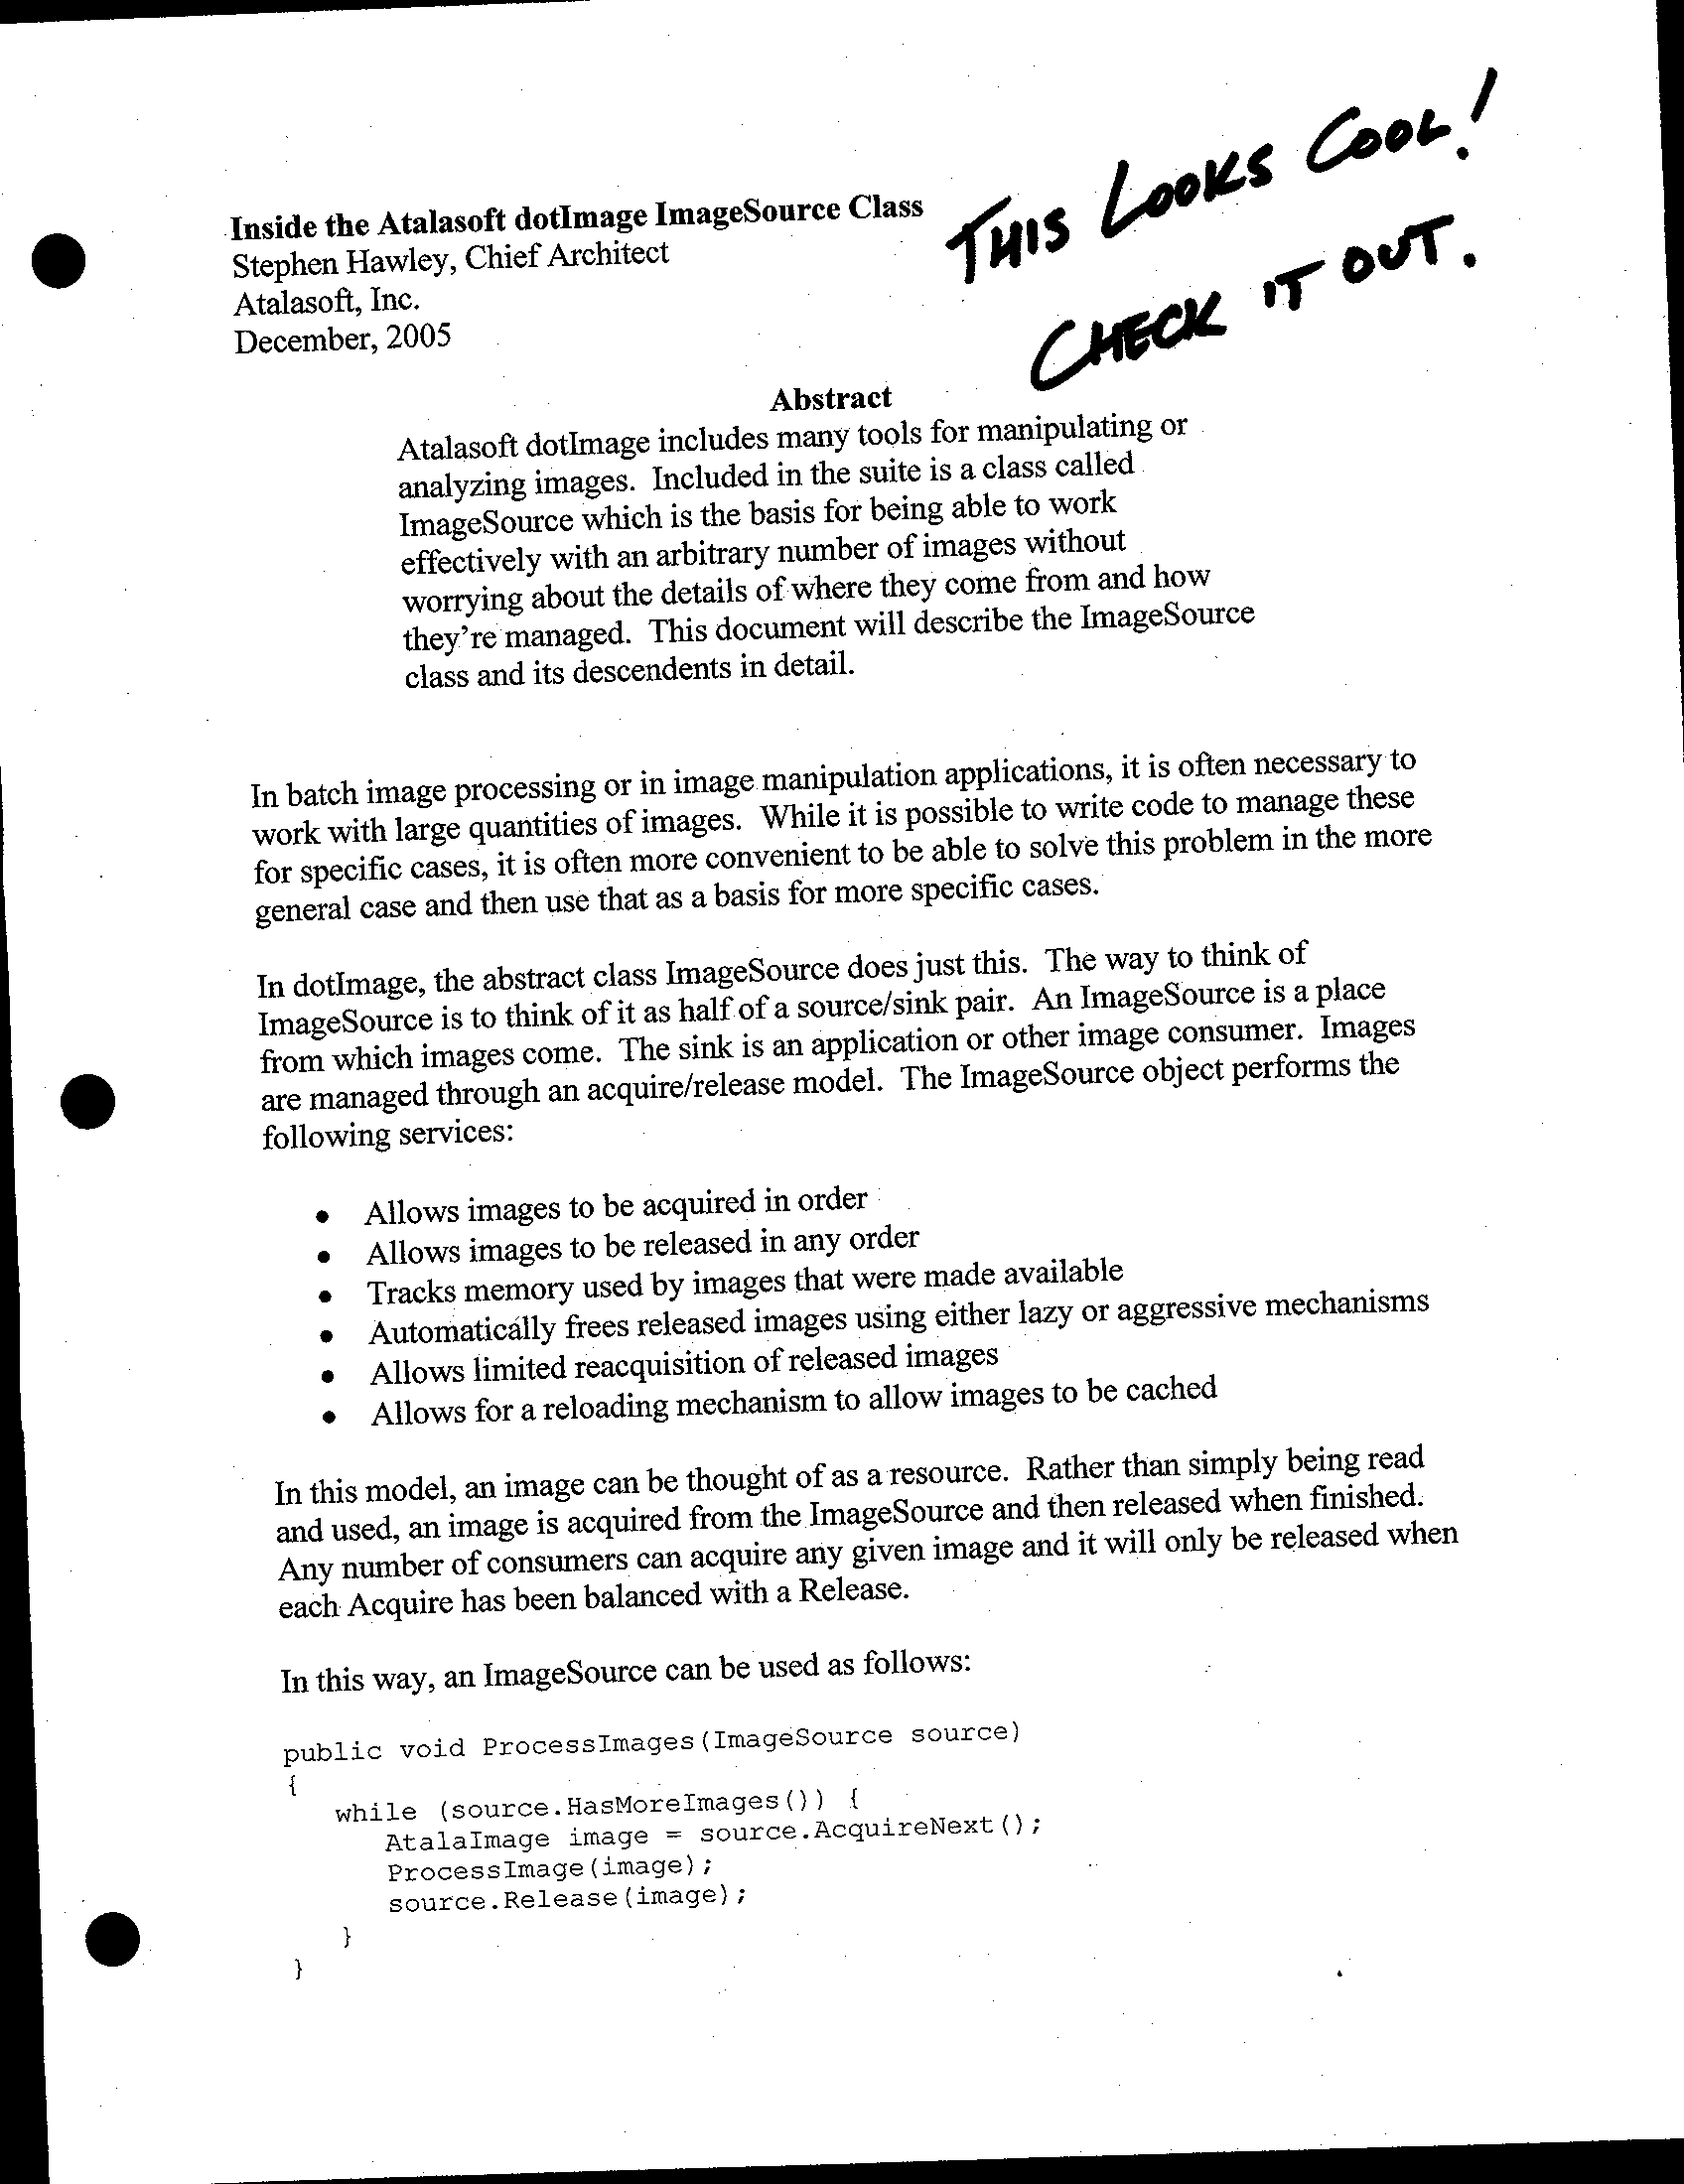 THIS LOOKS COOL!
CHECK IT OUT.
Inside the Atalasoft dotImage ImageSource Class
Stephen Hawley, Chief Architect
Atalasoft, Inc.
December, 2005
Abstract
Atalasoft dotImage includes many tools for manipulating or
analyzing images.  Included in the suite is a class called
ImageSource which is the basis for being able to work
effectively with an arbitrary number of images without
worrying about the details of where they come from and how
they're managed.  This document will describe the ImageSource
class and its descendents in detail.
In batch image processing or in image manipulation applications, it is often necessary to
work with large quantities of images.  While it is possible to write code to manage these
for specific cases, it is often more convenient to be able to solve this problem in the more
general case and then use that as a basis for more specific cases.
In dotImage, the abstract class ImageSource does just this.  The way to think of
ImageSource is to think of it as half of a source/sink pair.  An ImageSource is a place
from which images come.  The sink is an application or other image consumer.  Images
are managed through an acquire/release model.  The ImageSource object performs the
following services:
• Allows images to be acquired in order
• Allows images to be released in any order
• Tracks memory used by images that were made available
• Automatically frees released images using either lazy or aggressive mechanisms
• Allows limited reacquisition of released images
• Allows for a reloading mechanism to allow images to be cached
In this model, an image can be thought of as a resource.  Rather than simply being read
and used, an image is acquired from the ImageSource and then released when finished.
Any number of consumers can acquire any given image and it will only be released when
each Acquire has been balanced with a Release.
In this way, an ImageSource can be used as follows:
public void ProcessImages(ImageSource source)
{
while (source.HasMoreImages()) {
AtalaImage image = source.AcquireNext();
ProcessImage(image);
source.Release(image);
}
}